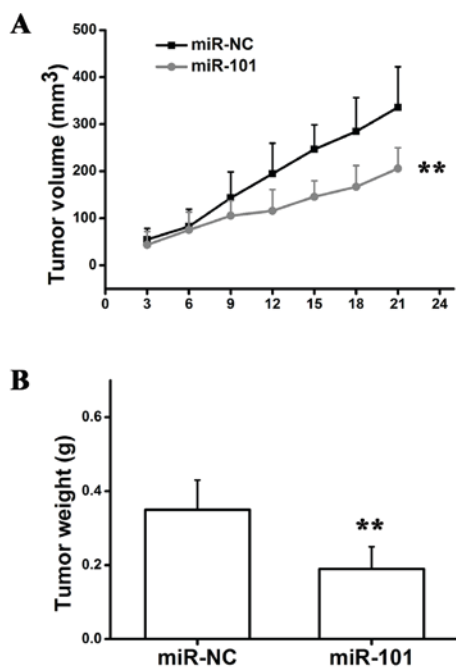 A
miR-NC
miR-101
Tumor volume (mm³)
500
400
300
200
100
0
**
0 3 6 9 12 15 18 21 24
B
Tumor weight (g)
0.6
0.4
0.2
0.0
**
miR-NC miR-101